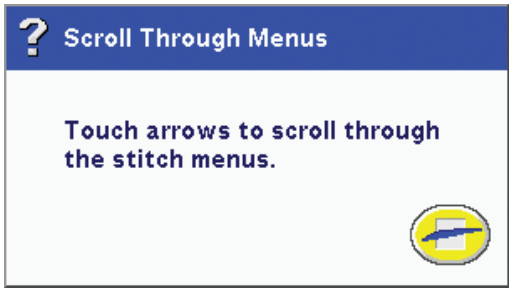 ? Scroll Through Menus
Touch arrows to scroll through
the stitch menus.